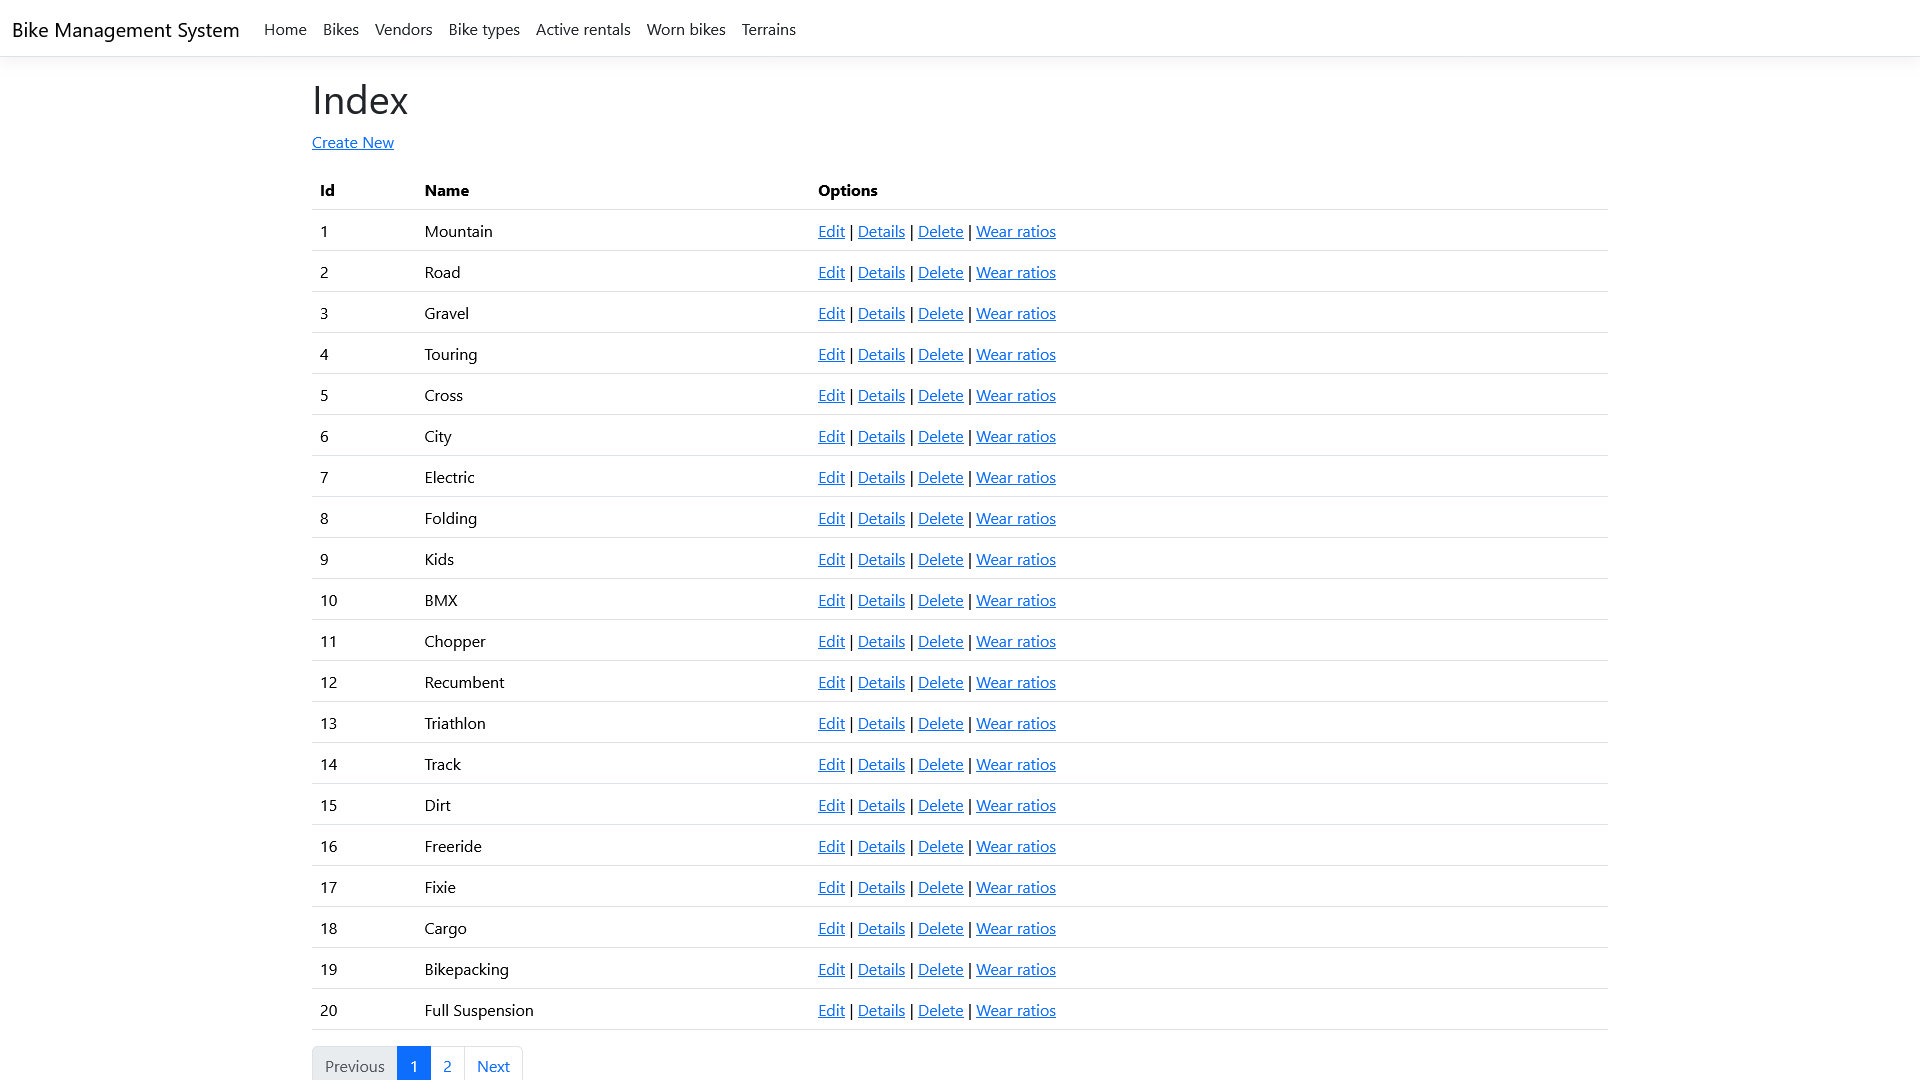 Bike Management System Home Bikes Vendors Bike types Active rentals Worn bikes Terrains
Index
Create New
Id Name Options
1 Mountain Edit | Details | Delete | Wear ratios
2 Road Edit | Details | Delete | Wear ratios
3 Gravel Edit | Details | Delete | Wear ratios
4 Touring Edit | Details | Delete | Wear ratios
5 Cross Edit | Details | Delete | Wear ratios
6 City Edit | Details | Delete | Wear ratios
7 Electric Edit | Details | Delete | Wear ratios
8 Folding Edit | Details | Delete | Wear ratios
9 Kids Edit | Details | Delete | Wear ratios
10 BMX Edit | Details | Delete | Wear ratios
11 Chopper Edit | Details | Delete | Wear ratios
12 Recumbent Edit | Details | Delete | Wear ratios
13 Triathlon Edit | Details | Delete | Wear ratios
14 Track Edit | Details | Delete | Wear ratios
15 Dirt Edit | Details | Delete | Wear ratios
16 Freeride Edit | Details | Delete | Wear ratios
17 Fixie Edit | Details | Delete | Wear ratios
18 Cargo Edit | Details | Delete | Wear ratios
19 Bikepacking Edit | Details | Delete | Wear ratios
20 Full Suspension Edit | Details | Delete | Wear ratios
Previous 1 2 Next